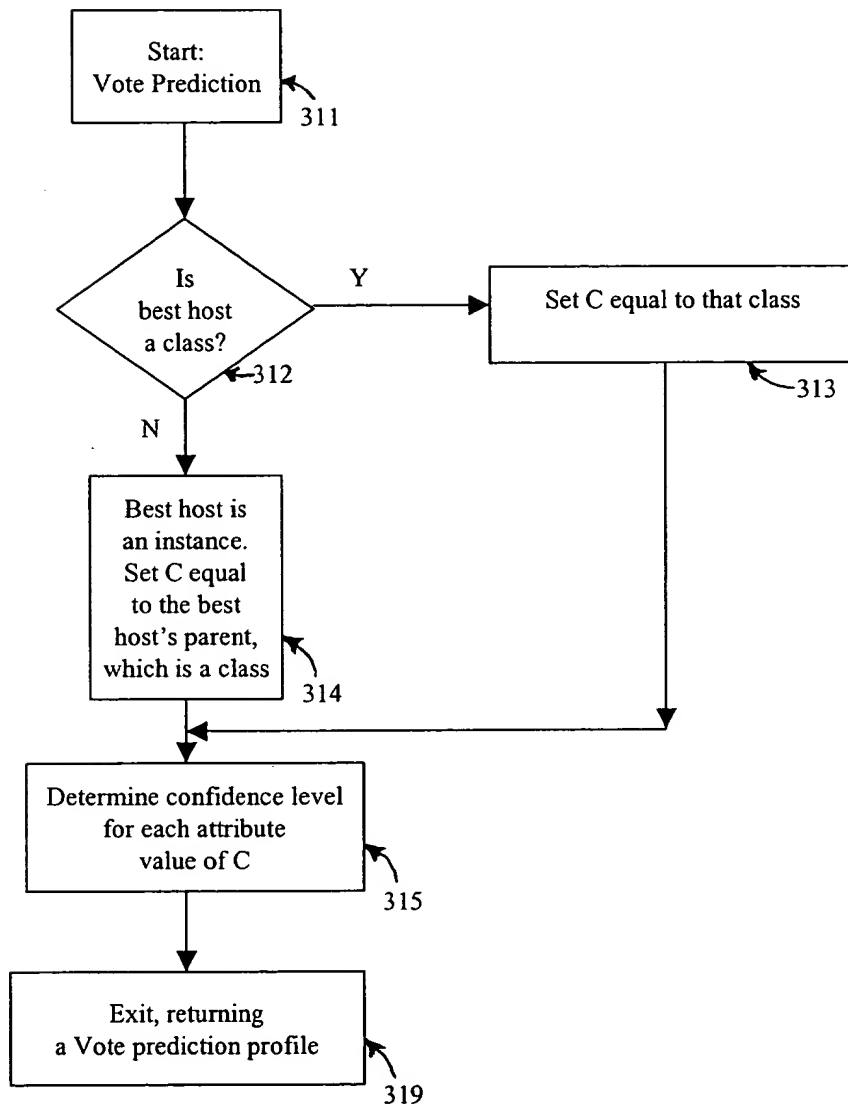 Start:
Vote Prediction
311
Is
best host
a class?
312
Y
Set C equal to that class
313
N
Best host is
an instance.
Set C equal
to the best
host's parent,
which is a class
314
Determine confidence level
for each attribute
value of C
315
Exit, returning
a Vote prediction profile
319